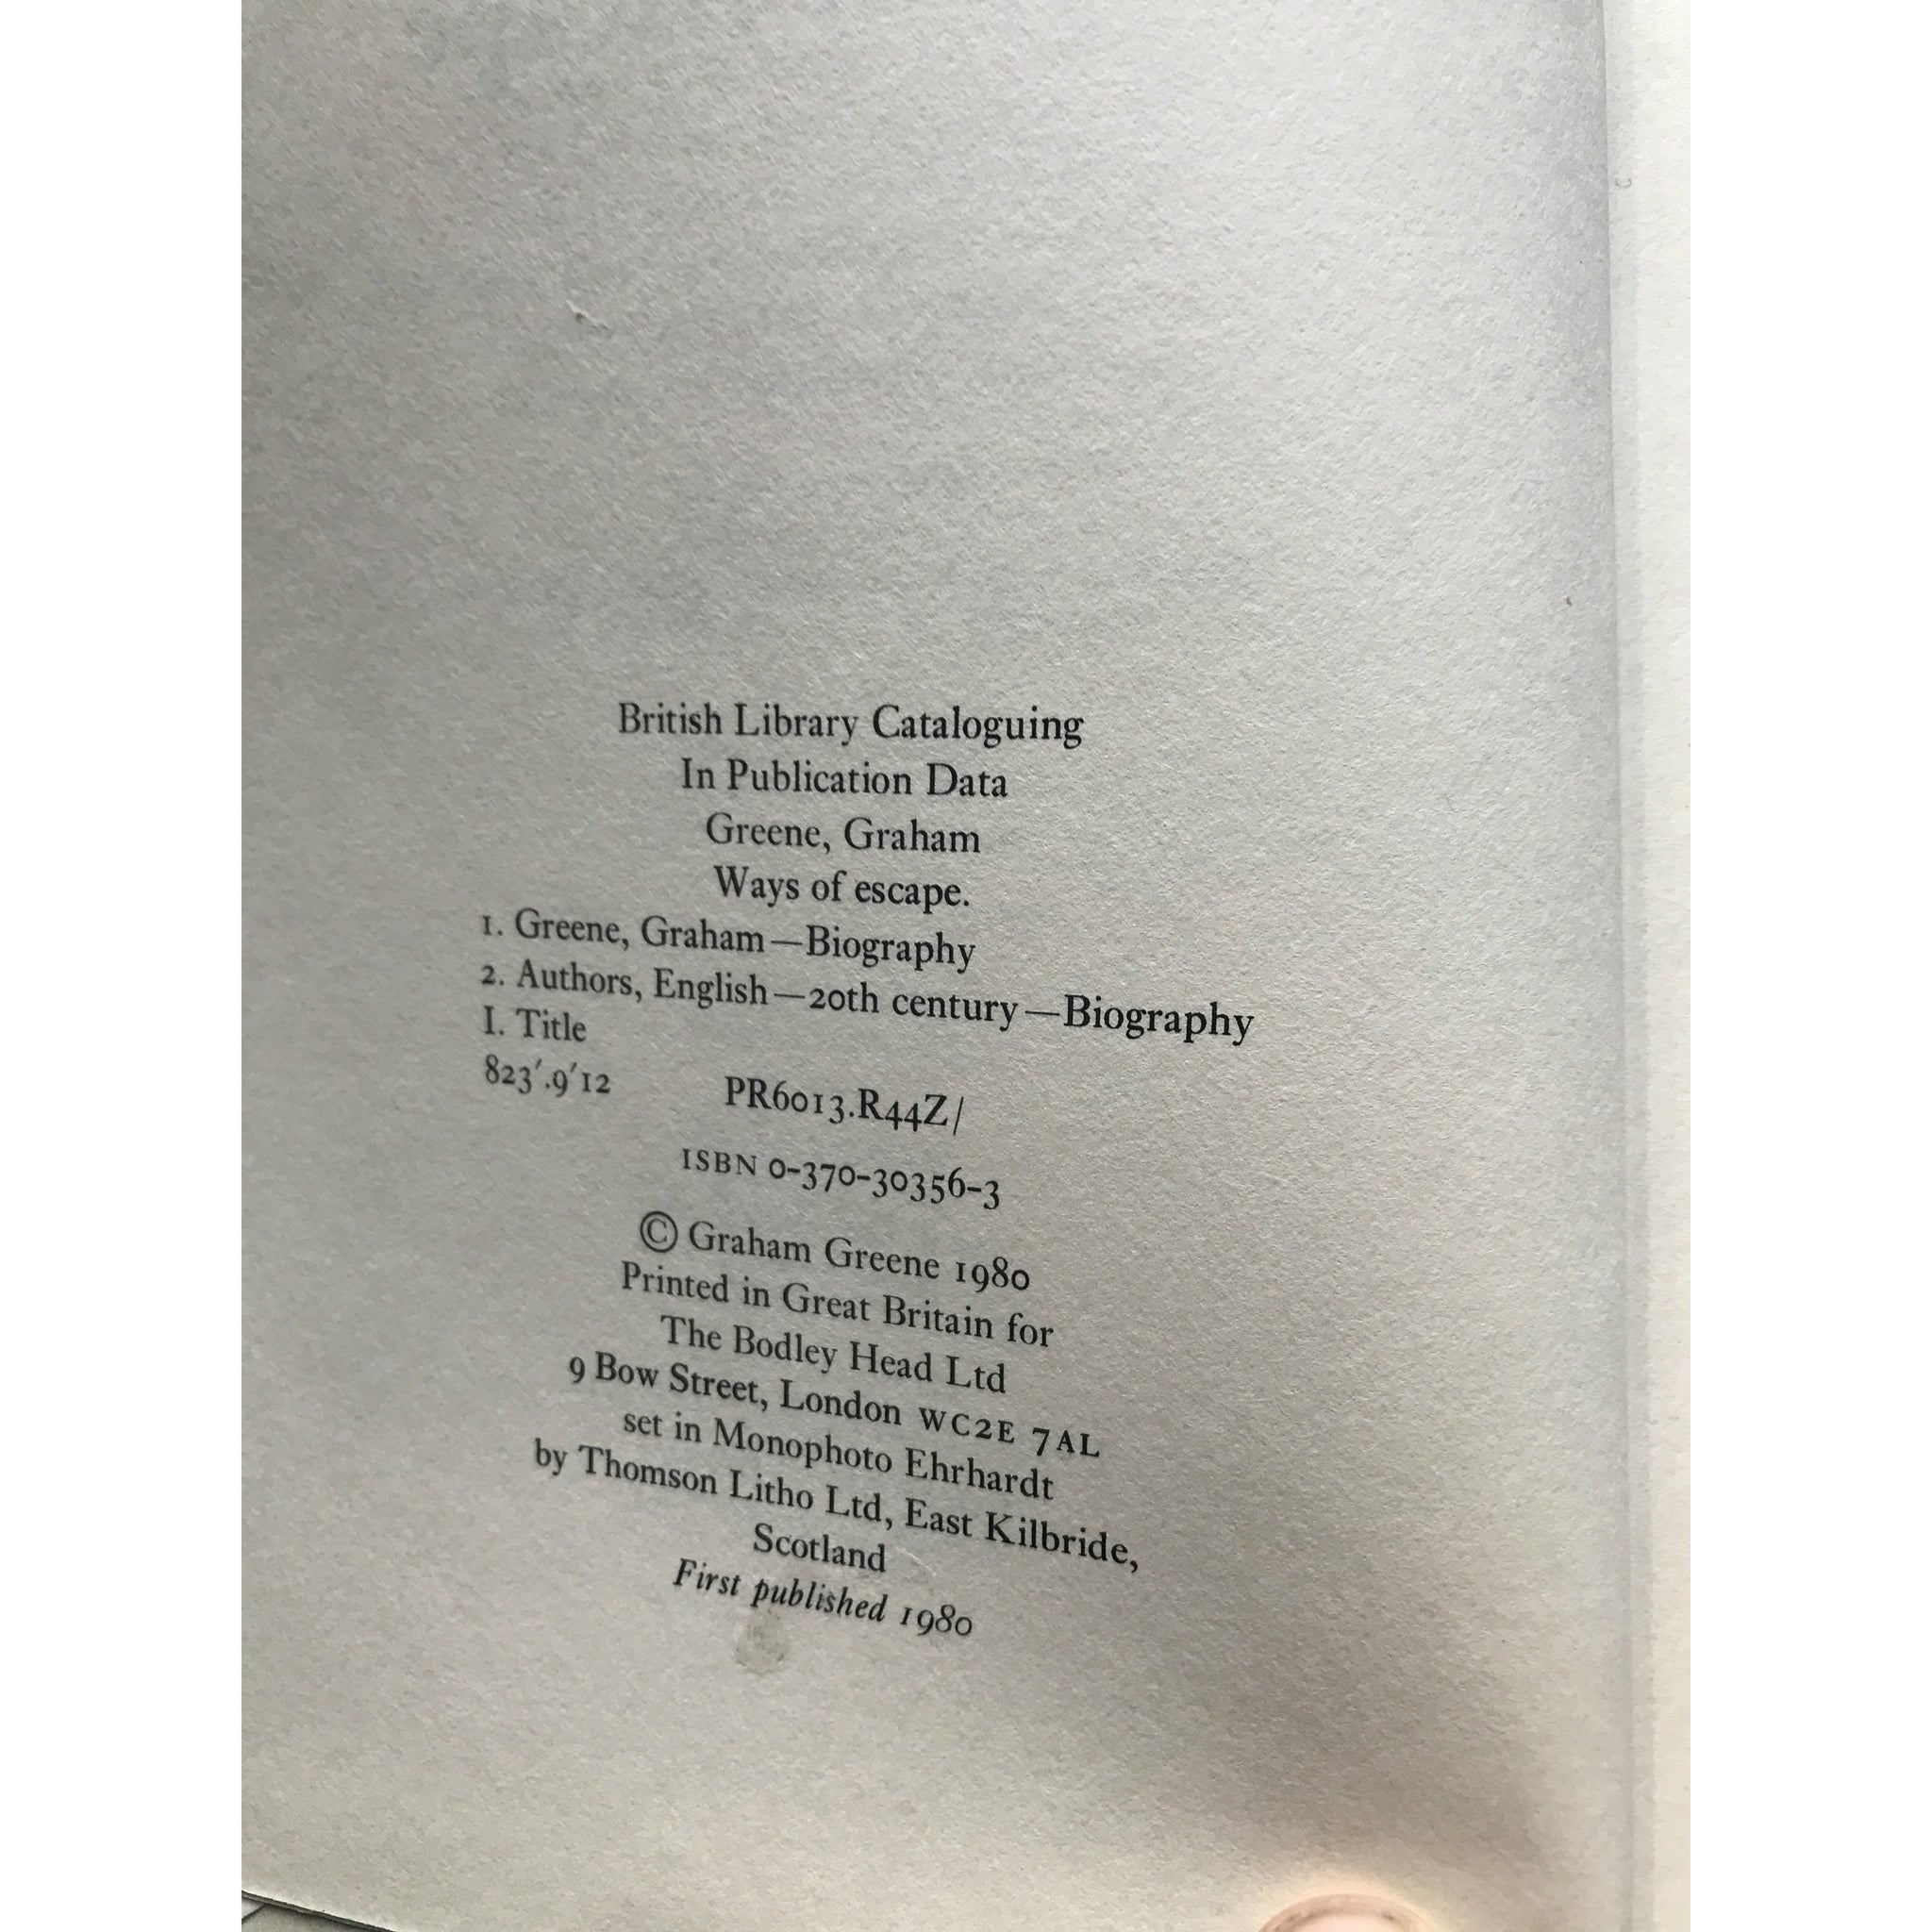 British Library Cataloguing
In Publication Data
Greene, Graham
Ways of escape.
1. Greene, Graham—Biography
2. Authors, English—20th century—Biography
I. Title
823′.9′12 PR6013.R44Z/
ISBN 0-370-30356-3
© Graham Greene 1980
Printed in Great Britain for
The Bodley Head Ltd
9 Bow Street, London WC2E 7AL
set in Monophoto Ehrhardt
by Thomson Litho Ltd, East Kilbride,
Scotland
First published 1980